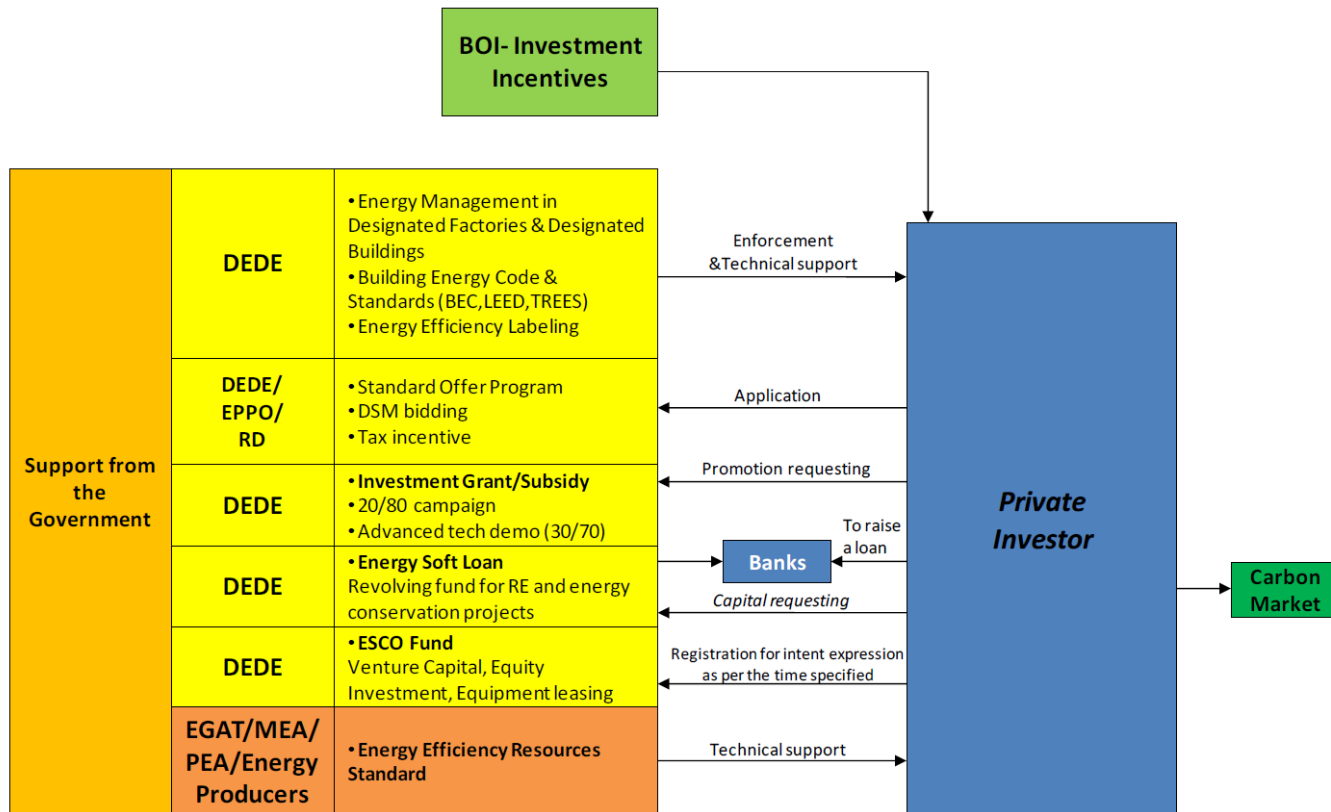 BOI- Investment
Incentives
Support from
the
Government
DEDE
• Energy Management in
Designated Factories & Designated
Buildings
• Building Energy Code &
Standards (BEC,LEED,TREES)
• Energy Efficiency Labeling
Enforcement
&Technical support
DEDE/
EPPO/
RD
• Standard Offer Program
• DSM bidding
• Tax incentive
Application
DEDE
• Investment Grant/Subsidy
• 20/80 campaign
• Advanced tech demo (30/70)
Promotion requesting
DEDE
• Energy Soft Loan
Revolving fund for RE and energy
conservation projects
Banks
To raise
a loan
Capital requesting
DEDE
• ESCO Fund
Venture Capital, Equity
Investment, Equipment leasing
Registration for intent expression
as per the time specified
EGAT/MEA/
PEA/Energy
Producers
• Energy Efficiency Resources
Standard
Technical support
Private
Investor
Carbon
Market